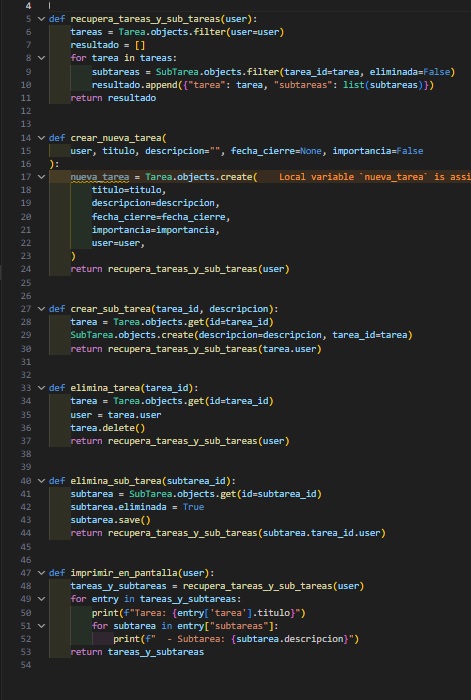 4
5 def recupera_tareas_y_sub_tareas(user):
6     tareas = Tarea.objects.filter(user=user)
7     resultado = []
8     for tarea in tareas:
9         subtareas = SubTarea.objects.filter(tarea_id=tarea, eliminada=False)
10         resultado.append({"tarea": tarea, "subtareas": list(subtareas)})
11     return resultado
12
13
14 def crear_nueva_tarea(
15     user, titulo, descripcion="", fecha_cierre=None, importancia=False
16 ):
17     nueva_tarea = Tarea.objects.create(     Local variable `nueva_tarea` is assi
18         titulo=titulo,
19         descripcion=descripcion,
20         fecha_cierre=fecha_cierre,
21         importancia=importancia,
22         user=user,
23     )
24     return recupera_tareas_y_sub_tareas(user)
25
26
27 def crear_sub_tarea(tarea_id, descripcion):
28     tarea = Tarea.objects.get(id=tarea_id)
29     SubTarea.objects.create(descripcion=descripcion, tarea_id=tarea)
30     return recupera_tareas_y_sub_tareas(tarea.user)
31
32
33 def elimina_tarea(tarea_id):
34     tarea = Tarea.objects.get(id=tarea_id)
35     user = tarea.user
36     tarea.delete()
37     return recupera_tareas_y_sub_tareas(user)
38
39
40 def elimina_sub_tarea(subtarea_id):
41     subtarea = SubTarea.objects.get(id=subtarea_id)
42     subtarea.eliminada = True
43     subtarea.save()
44     return recupera_tareas_y_sub_tareas(subtarea.tarea_id.user)
45
46
47 def imprimir_en_pantalla(user):
48     tareas_y_subtareas = recupera_tareas_y_sub_tareas(user)
49     for entry in tareas_y_subtareas:
50         print(f"Tarea: {entry['tarea'].titulo}")
51         for subtarea in entry["subtareas"]:
52             print(f"  - Subtarea: {subtarea.descripcion}")
53     return tareas_y_subtareas
54